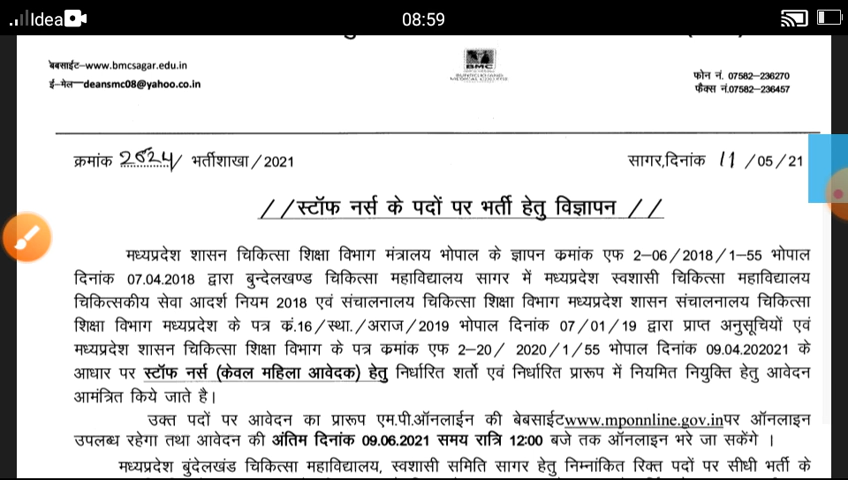 Idea
08:59
बेबसाईट–www.bmcsagar.edu.in
ई–मेल–deansmc08@yahoo.co.in
BMC
फोन नं. 07582–236270
फैक्स नं.07582–236457
क्रमांक 2824/ भर्तीशाखा/2021
सागर,दिनांक 11/05/21
//स्टॉफ नर्स के पदों पर भर्ती हेतु विज्ञापन//
मध्यप्रदेश शासन चिकित्सा शिक्षा विभाग मंत्रालय भोपाल के ज्ञापन कमांक एफ 2–06/2018/1–55 भोपाल
दिनांक 07.04.2018 द्वारा बुन्देलखण्ड चिकित्सा महाविद्यालय सागर में मध्यप्रदेश स्वशासी चिकित्सा महाविद्यालय
चिकित्सकीय सेवा आदर्श नियम 2018 एवं संचालनालय चिकित्सा शिक्षा विभाग मध्यप्रदेश शासन संचालनालय चिकित्सा
शिक्षा विभाग मध्यप्रदेश के पत्र कं.16/स्था./अराज/2019 भोपाल दिनांक 07/01/19 द्वारा प्राप्त अनुसूचियों एवं
मध्यप्रदेश शासन चिकित्सा शिक्षा विभाग के पत्र कमांक एफ 2–20/ 2020/1/55 भोपाल दिनांक 09.04.202021 के
आधार पर स्टॉफ नर्स (केवल महिला आवेदक) हेतु निर्धारित शर्तो एवं निर्धारित प्रारूप में नियमित नियुक्ति हेतु आवेदन
आमंत्रित किये जाते है।
उक्त पदों पर आवेदन का प्रारूप एम.पी.ऑनलाईन की बेबसाईटwww.mponnline.gov.inपर ऑनलाइन
उपलब्ध रहेगा तथा आवेदन की अंतिम दिनांक 09.06.2021 समय रात्रि 12:00 बजे तक ऑनलाइन भरे जा सकेंगे ।
मध्यप्रदेश बुंदेलखंड चिकित्सा महाविद्यालय, स्वशासी समिति सागर हेतु निम्नांकित रिक्त पदों पर सीधी भर्ती के